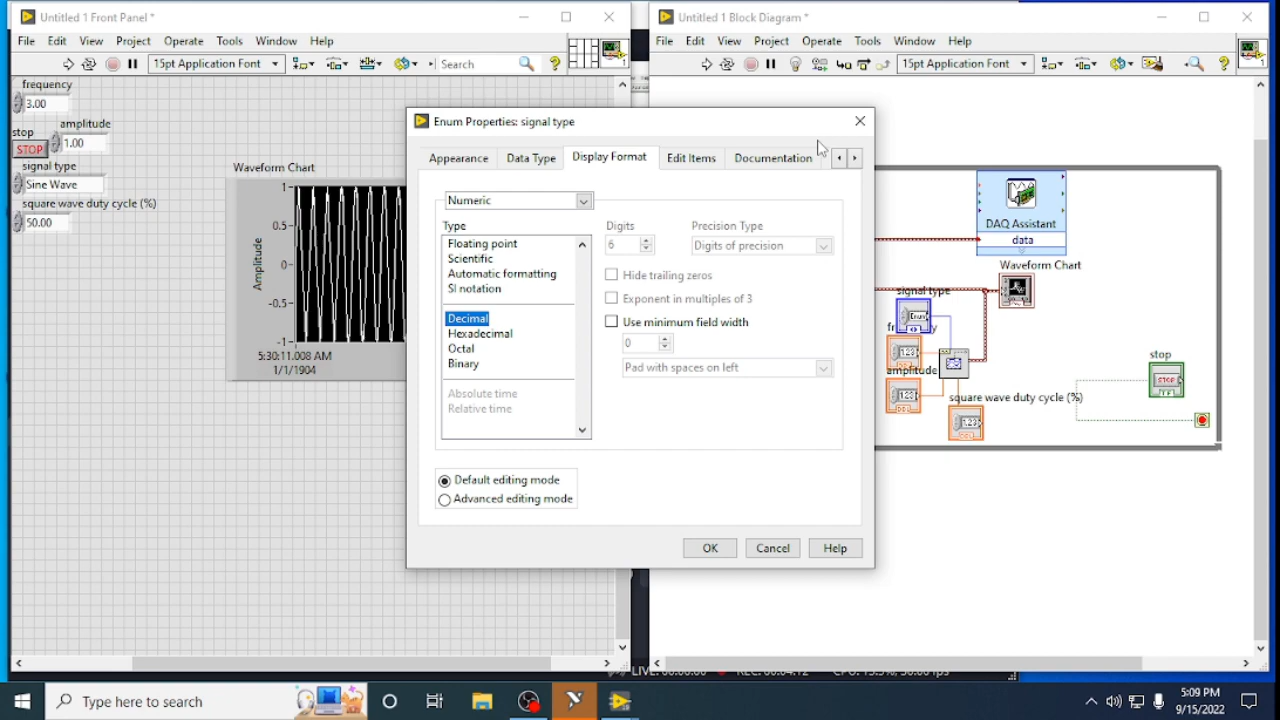 Untitled 1 Front Panel *
File Edit View Project Operate Tools Window Help
15pt Application Font
Search
frequency
3.00
amplitude
stop
STOP
1.00
signal type
Sine Wave
square wave duty cycle (%)
50.00
Waveform Chart
Amplitude
1
0.5
0
-0.5
-1
5:30:11.008 AM
1/1/1904
Enum Properties: signal type
Appearance Data Type Display Format Edit Items Documentation
Numeric
Type
Floating point
Scientific
Automatic formatting
SI notation
Decimal
Hexadecimal
Octal
Binary
Absolute time
Relative time
Digits
6
Precision Type
Digits of precision
Hide trailing zeros
Exponent in multiples of 3
Use minimum field width
0
Pad with spaces on left
Default editing mode
Advanced editing mode
OK Cancel Help
Untitled 1 Block Diagram *
File Edit View Project Operate Tools Window Help
15pt Application Font
DAQ Assistant
data
Waveform Chart
signal type
Enum
1.23
amplitude
1.23
square wave duty cycle (%)
1.23
stop
STOP
TF
Type here to search
5:09 PM
9/15/2022